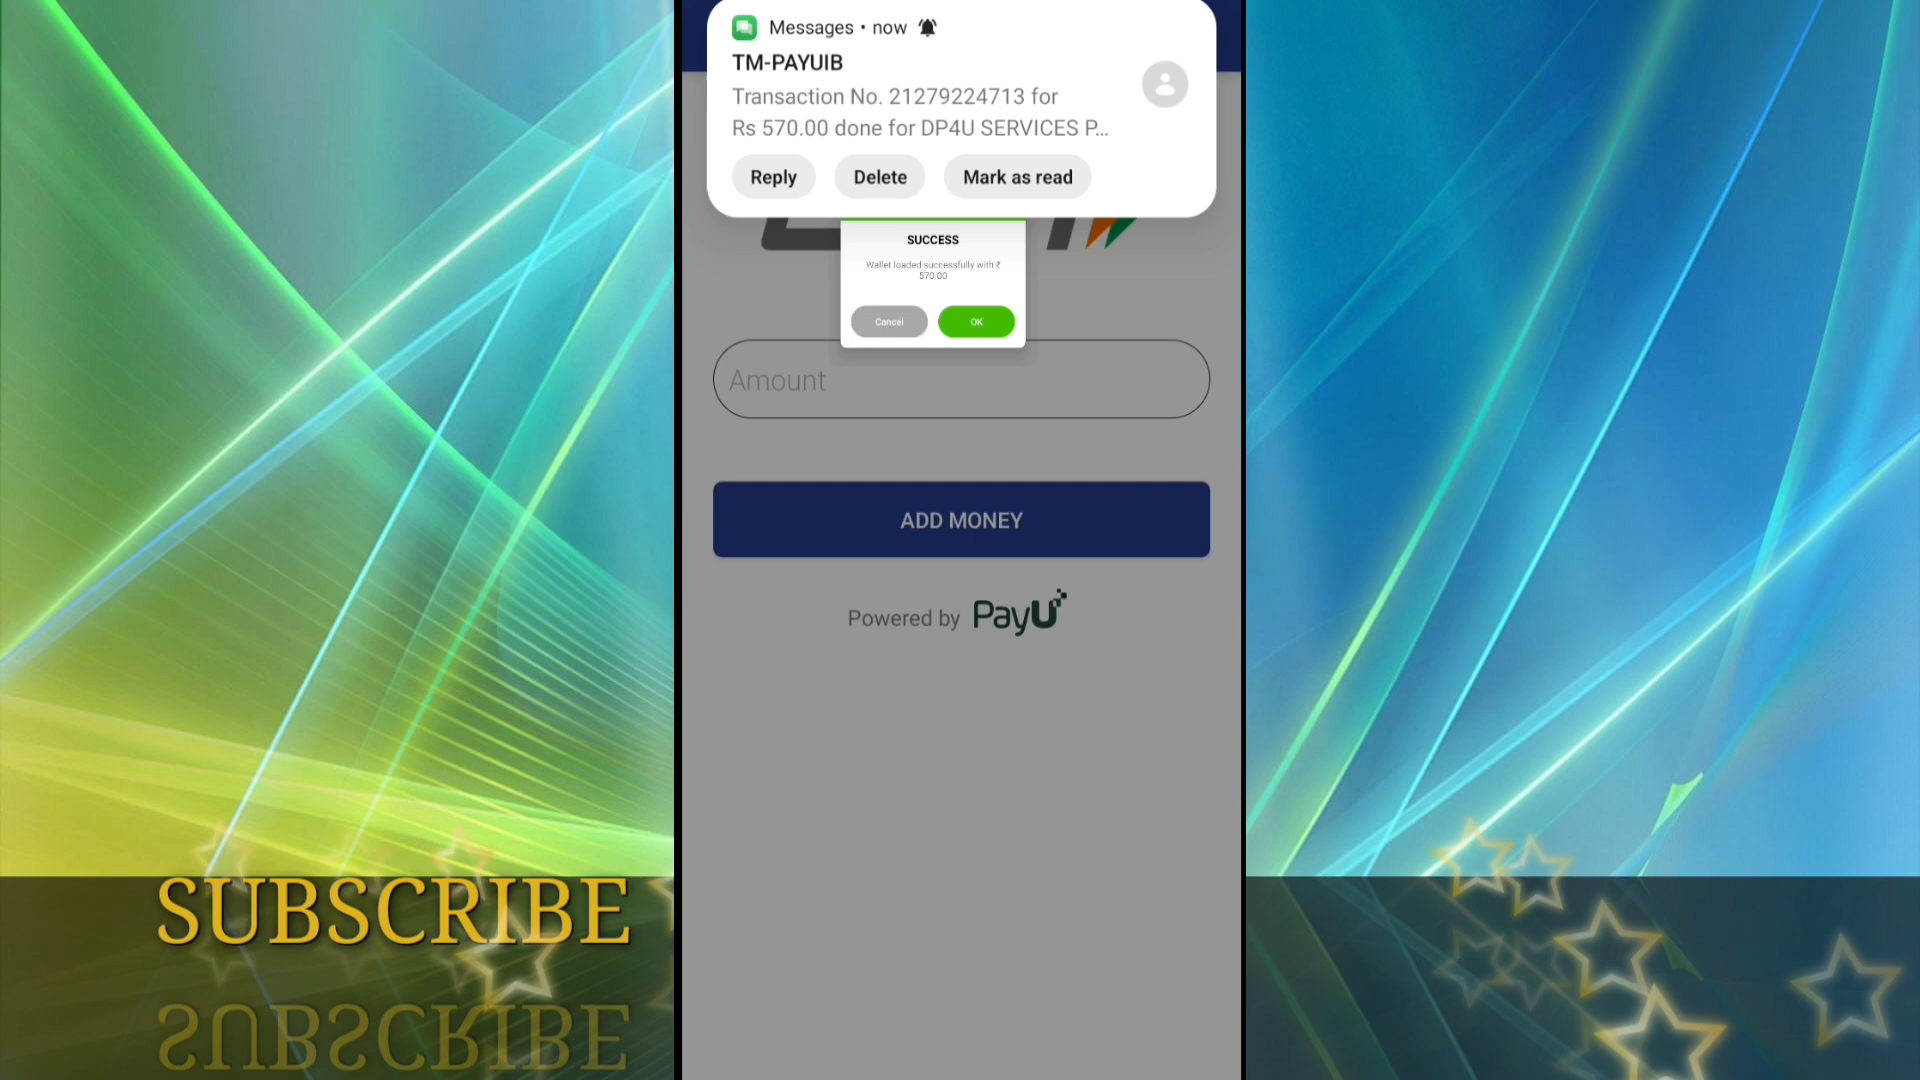 Messages • now
TM-PAYUIB
Transaction No. 21279224713 for
Rs 570.00 done for DP4U SERVICES P...
Reply Delete Mark as read
SUCCESS
Wallet loaded successfully with ₹
570.00
Cancel OK
Amount
ADD MONEY
Powered by PayU
SUBSCRIBE